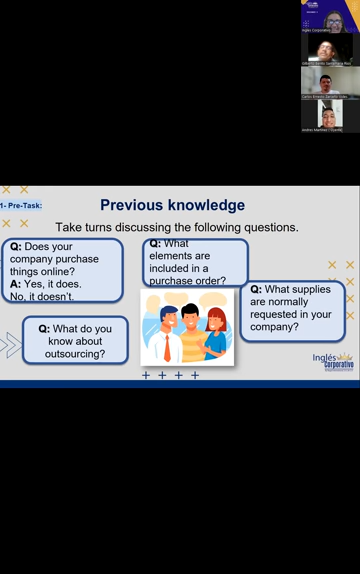 Inglés Corporativo
1- Pre-Task:
Previous knowledge
Take turns discussing the following questions.
Q: Does your
company purchase
things online?
A: Yes, it does.
No, it doesn't.
Q: What
elements are
included in a
purchase order?
Q: What supplies
are normally
requested in your
company?
Q: What do you
know about
outsourcing?
Inglés
Corporativo